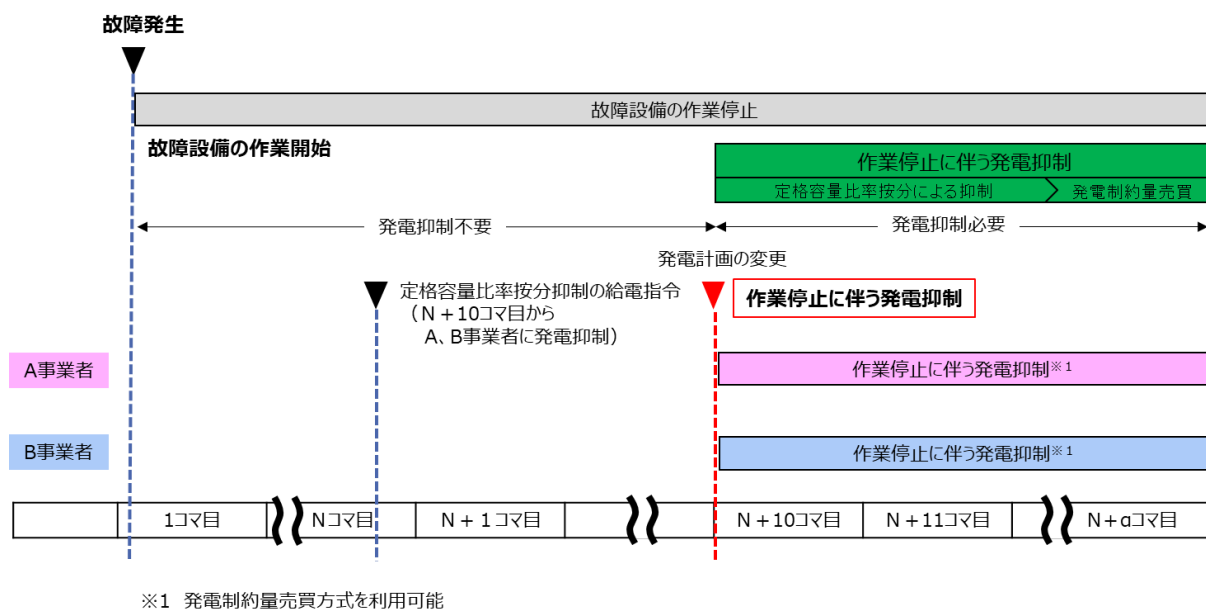 故障発生
故障設備の作業停止
故障設備の作業開始
作業停止に伴う発電抑制
定格容量比率按分による抑制
発電制約量売買
発電抑制不要
発電抑制必要
発電計画の変更
定格容量比率按分抑制の給電指令
（N＋10コマ目から
A、B事業者に発電抑制）
作業停止に伴う発電抑制
A事業者
作業停止に伴う発電抑制※1
B事業者
作業停止に伴う発電抑制※1
1コマ目
Nコマ目
N＋1コマ目
N＋10コマ目
N＋11コマ目
N+αコマ目
※1 発電制約量売買方式を利用可能